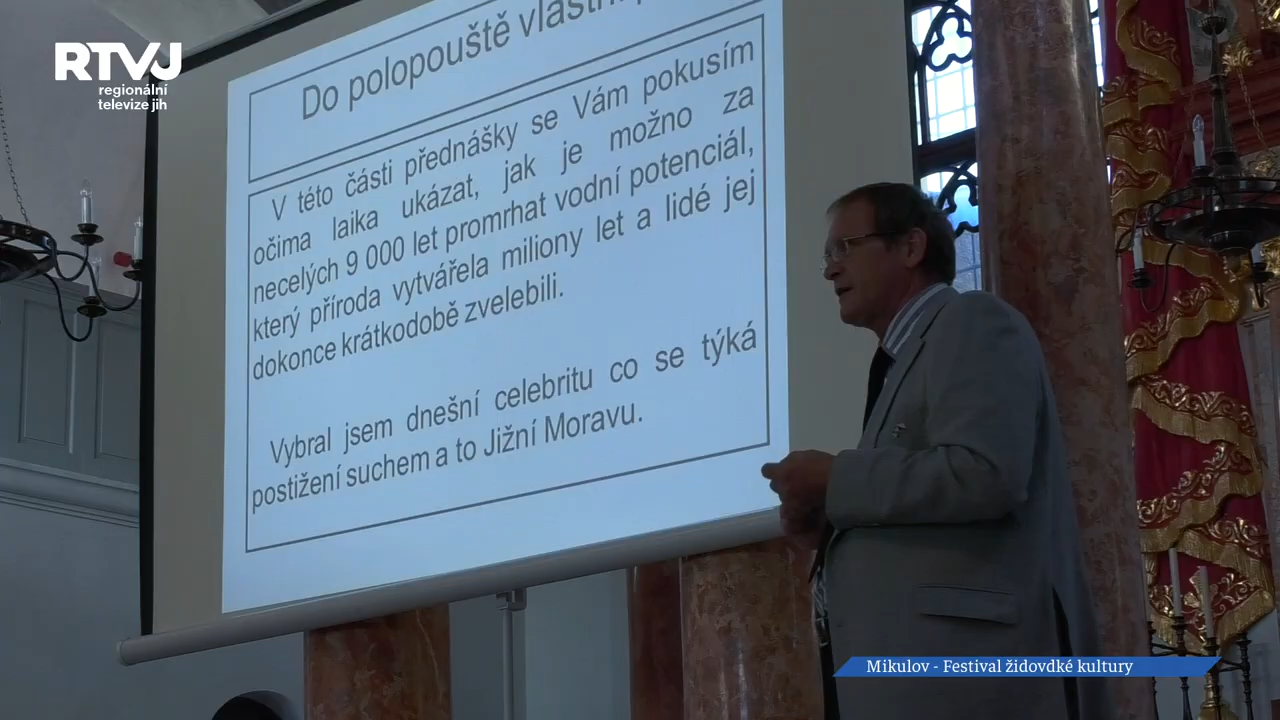 RTVJ
regionální
televize jih
Do polopouště vlastní
V této části přednášky se Vám pokusím
očima laika ukázat, jak je možno za
necelých 9 000 let promrhat vodní potenciál,
který příroda vytvářela miliony let a lidé jej
dokonce krátkodobě zvelebili.
Vybral jsem dnešní celebritu co se týká
postižení suchem a to Jižní Moravu.
Mikulov - Festival židovdké kultury